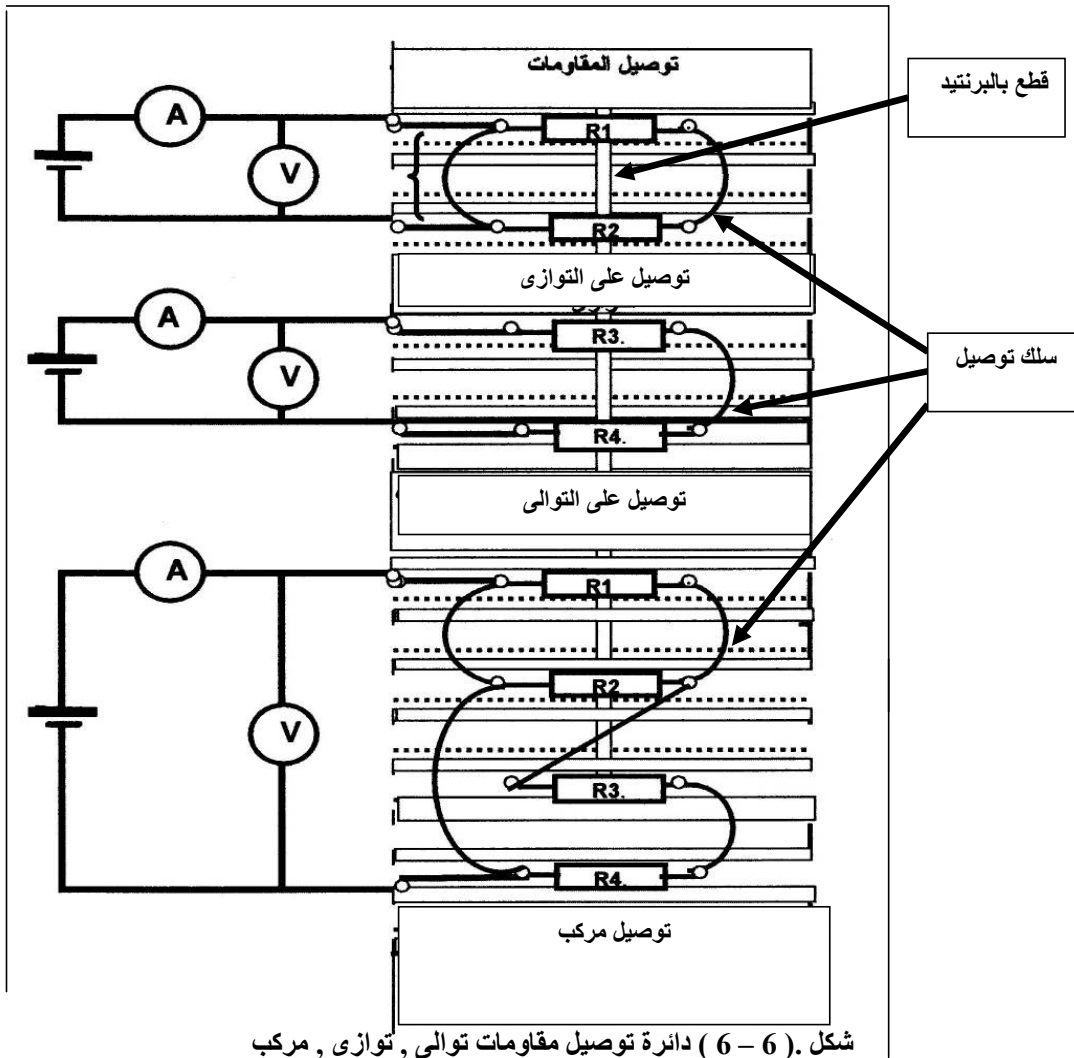 توصيل المقاومات
قطع بالبرنتيد
A
R1
V
R2
توصيل على التوازى
A
R3.
V
سلك توصيل
R4.
توصيل على التوالى
A
R1
R2
V
R3.
R4.
توصيل مركب
شكل .( 6 – 6 ) دائرة توصيل مقاومات توالى , توازى , مركب